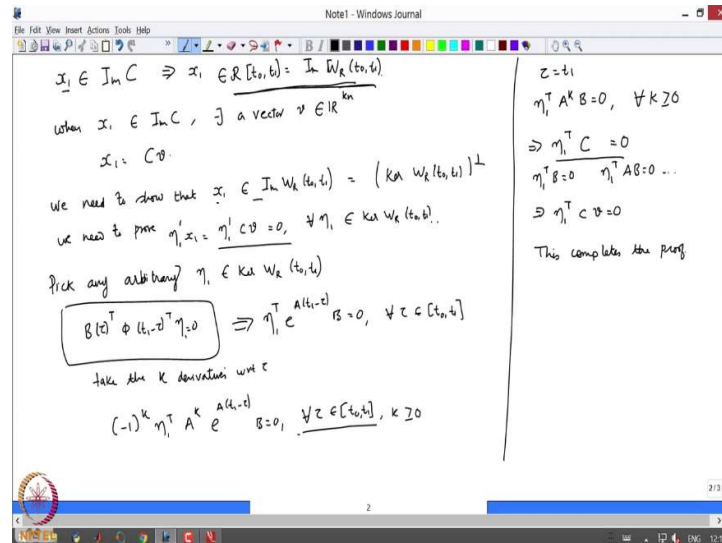 Note1 - Windows Journal
File Edit View Insert Actions Tools Help
x₁ ∈ Im C ⇒ x₁ ∈ R[t₀,t₁] = Im W_R(t₀,t₁)
when x₁ ∈ Im C, ∃ a vector v ∈ ℝ^{kn}
x₁ = Cv.
we need to show that x₁ ∈ Im W_R(t₀,t₁) = (Ker W_R(t₀,t₁))^⊥
we need to prove η₁'x₁ = η₁'Cv = 0, ∀ η₁ ∈ Ker W_R(t₀,t₁).
Pick any arbitrary η₁ ∈ Ker W_R(t₀,t₁)
B(τ)^T φ(t₁-τ)^T η₁=0 ⇒ η₁^T e^{A(t₁-τ)} B = 0, ∀ τ ∈ [t₀,t₁]
take the K derivatives wrt τ
(-1)^k η₁^T A^k e^{A(t₁-τ)} B=0, ∀ τ ∈ [t₀,t₁], k ≥ 0
τ = t₁
η₁^T A^K B=0, ∀ K ≥ 0
⇒ η₁^T C = 0
η₁^T B=0 η₁^T AB=0 ...
⇒ η₁^T C v=0
This completes the proof
2/3
2
NPTEL
ENG